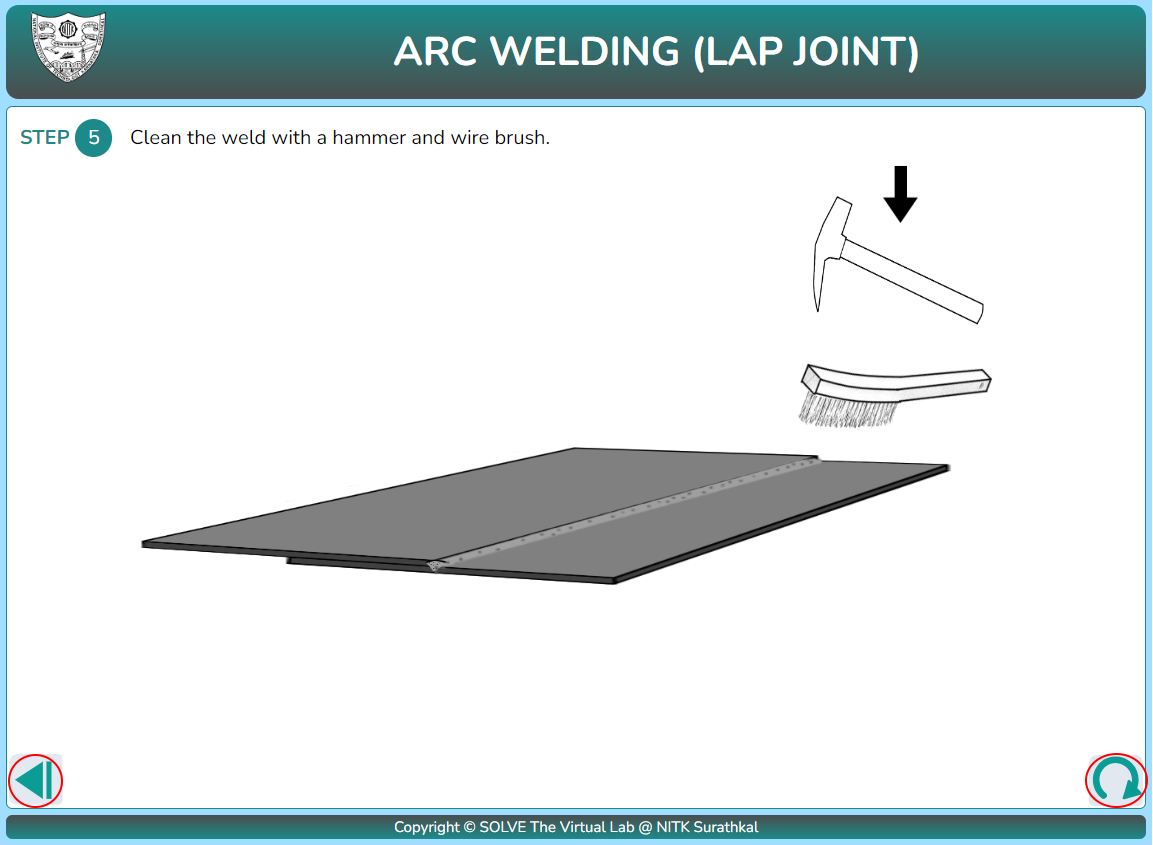 ARC WELDING (LAP JOINT)
STEP 5 Clean the weld with a hammer and wire brush.
Copyright © SOLVE The Virtual Lab @ NITK Surathkal